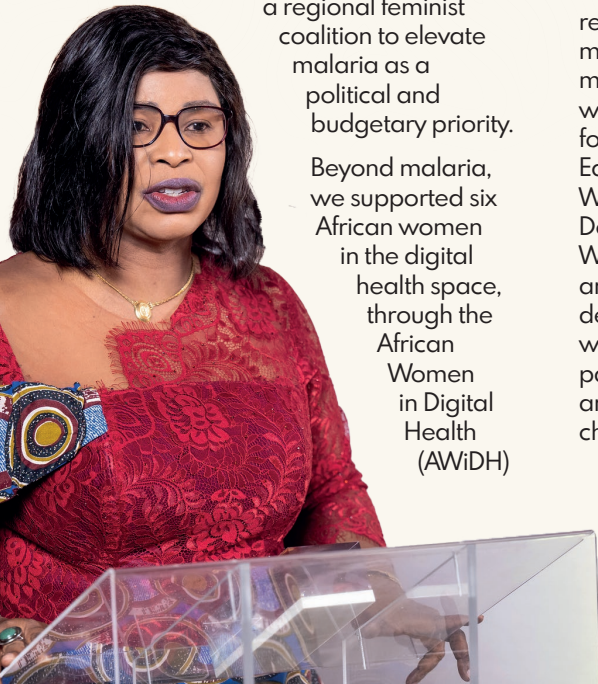 a regional feminist
coalition to elevate
malaria as a
political and
budgetary priority.
Beyond malaria,
we supported six
African women
in the digital
health space,
through the
African
Women
in Digital
Health
(AWiDH)